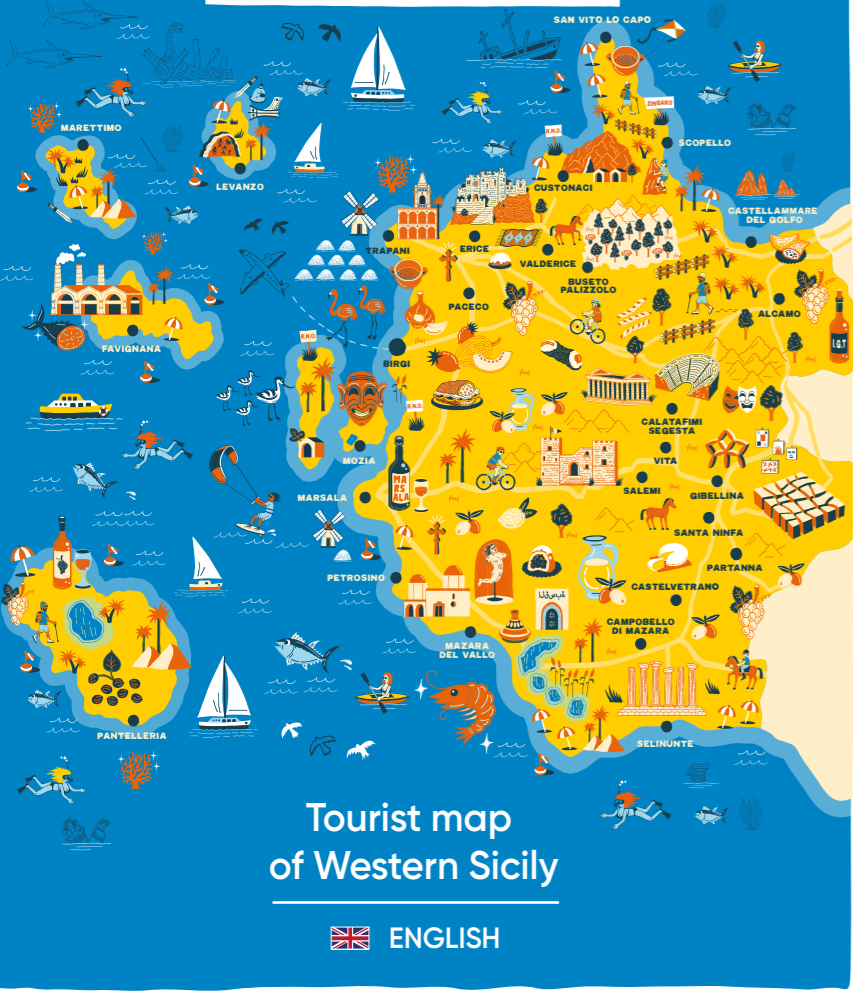 SAN VITO LO CAPO
ZINGARO
MARETTIMO
R.N.O.
SCOPELLO
LEVANZO
CUSTONACI
CASTELLAMMARE
DEL GOLFO
TRAPANI
ERICE
VALDERICE
BUSETO
PALIZZOLO
PACECO
ALCAMO
I.G.T
FAVIGNANA
R.N.O.
BIRGI
R.N.O.
CALATAFIMI
SEGESTA
MOZIA
VITA
MARSALA
MAR
SALA
SALEMI
GIBELLINA
SANTA NINFA
PARTANNA
PETROSINO
CASTELVETRANO
CAMPOBELLO
DI MAZARA
MAZARA
DEL VALLO
PANTELLERIA
SELINUNTE
Tourist map
of Western Sicily
ENGLISH